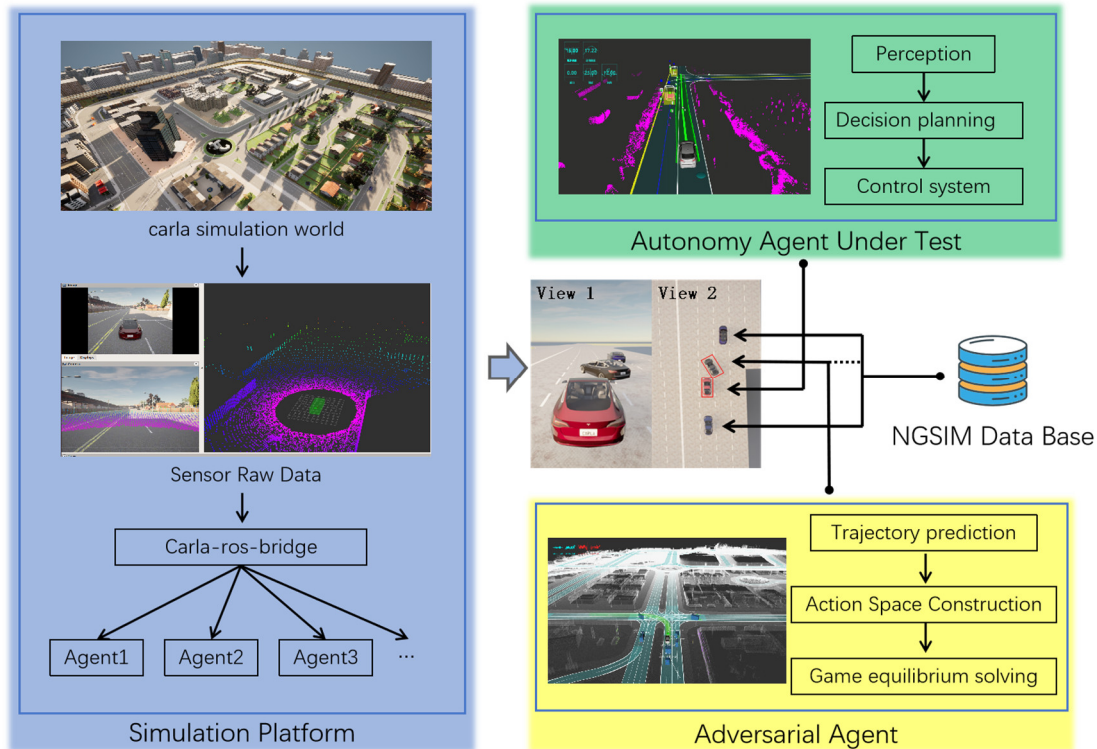 carla simulation world
Sensor Raw Data
Carla-ros-bridge
Agent1
Agent2
Agent3
...
Simulation Platform
Perception
Decision planning
Control system
Autonomy Agent Under Test
View 1
View 2
NGSIM Data Base
Trajectory prediction
Action Space Construction
Game equilibrium solving
Adversarial Agent